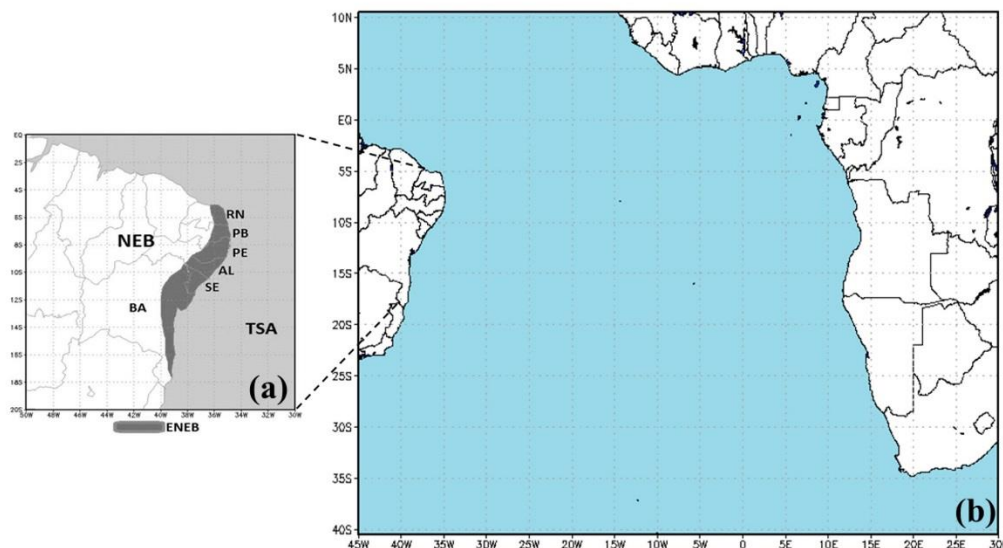 EQ
2S
4S
6S
8S
10S
12S
14S
16S
18S
20S
50W 48W 46W 44W 42W 40W 38W 36W 34W 32W 30W
NEB
RN
PB
PE
AL
SE
BA
TSA
(a)
ENEB
10N
5N
EQ
5S
10S
15S
20S
25S
30S
35S
40S
45W 40W 35W 30W 25W 20W 15W 10W 5W 0 5E 10E 15E 20E 25E 30E
(b)